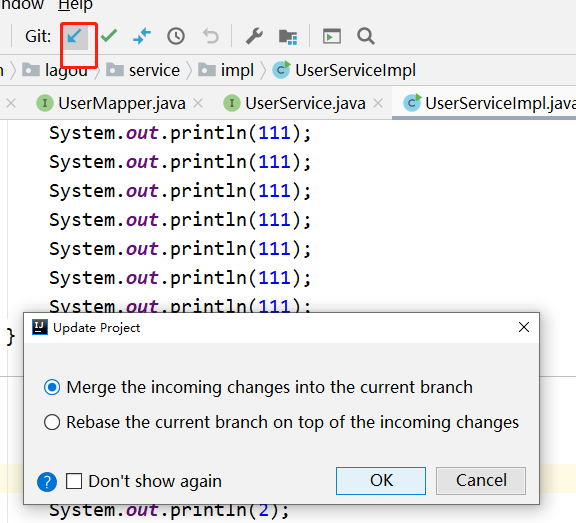 indow Help
Git:
n lagou service impl UserServiceImpl
UserMapper.java UserService.java UserServiceImpl.java
System.out.println(111);
System.out.println(111);
System.out.println(111);
System.out.println(111);
System.out.println(111);
System.out.println(111);
System.out.println(111);
}
Update Project
Merge the incoming changes into the current branch
Rebase the current branch on top of the incoming changes
? Don't show again OK Cancel
System.out.println(2);